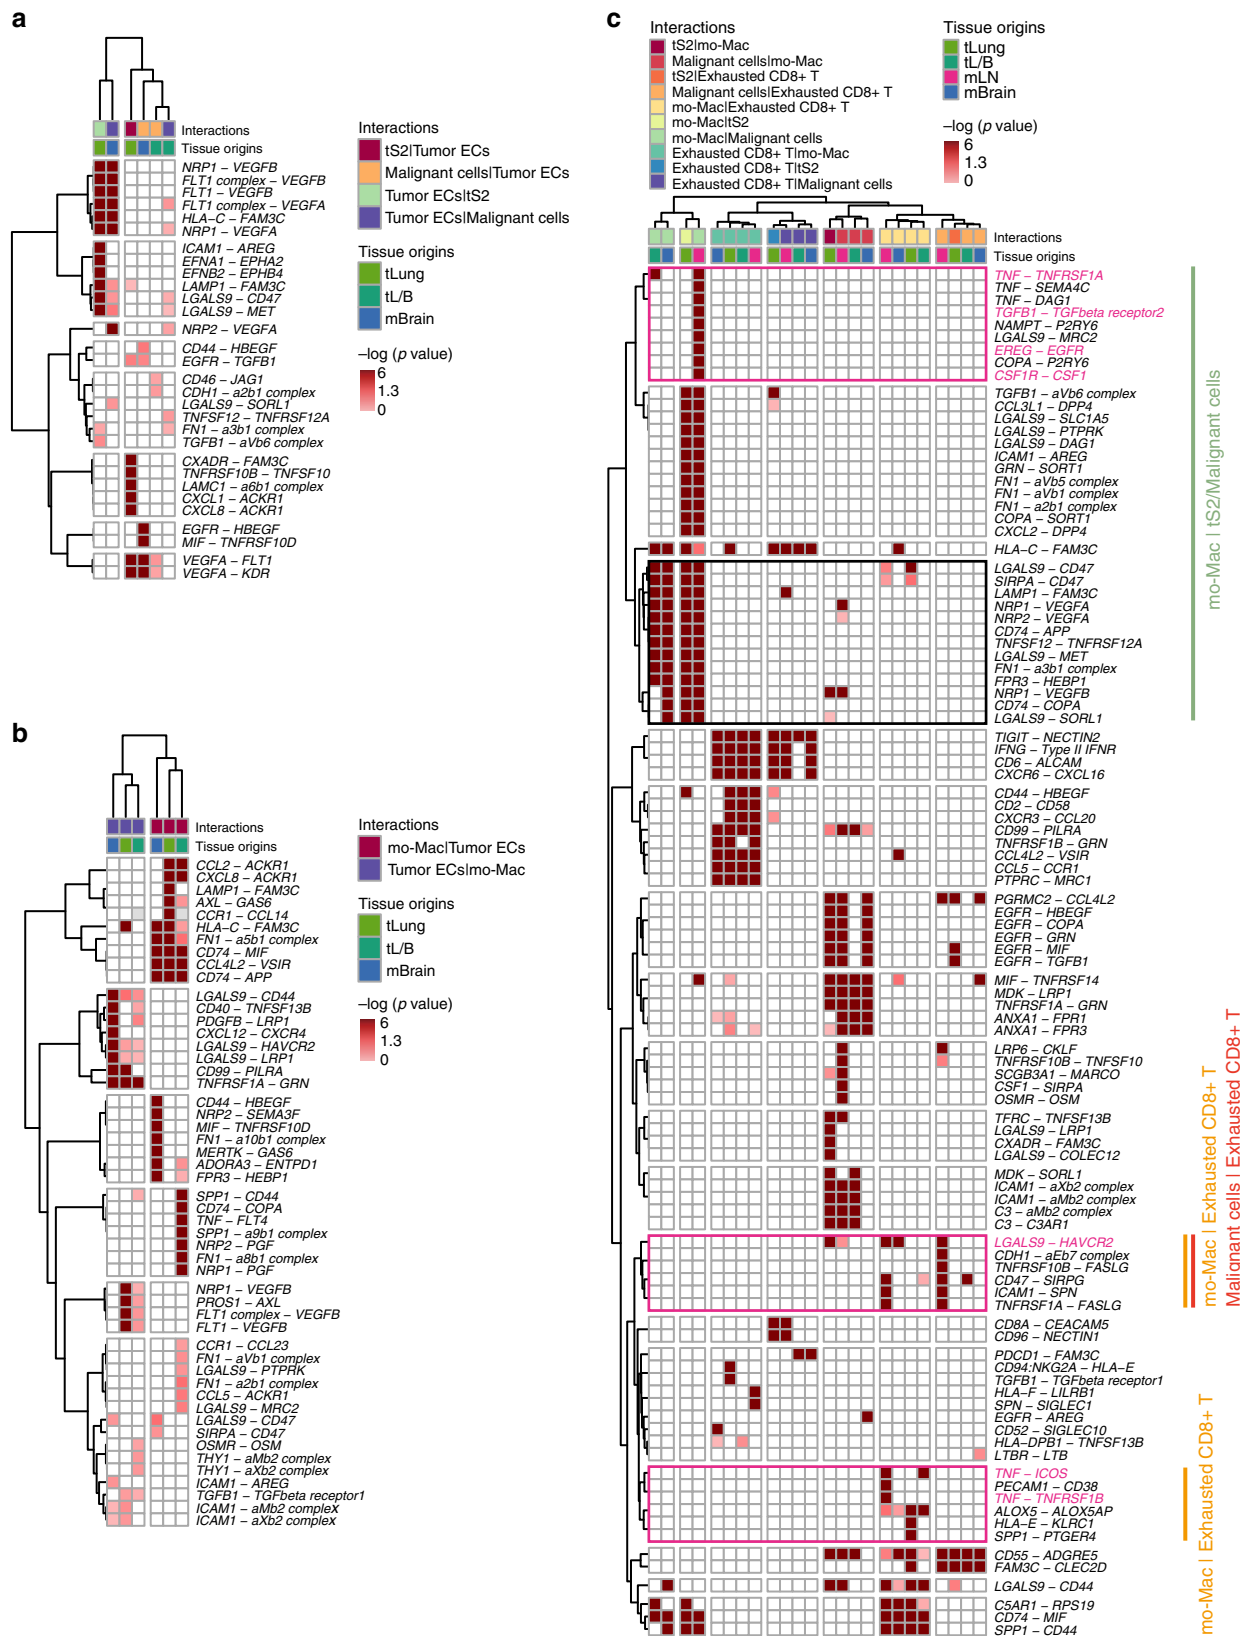 a
Interactions
Tissue origins
NRP1 – VEGFB
FLT1 complex – VEGFB
FLT1 – VEGFB
FLT1 complex – VEGFA
HLA-C – FAM3C
NRP1 – VEGFA
ICAM1 – AREG
EFNA1 – EPHA2
EFNB2 – EPHB4
LAMP1 – FAM3C
LGALS9 – CD47
LGALS9 – MET
NRP2 – VEGFA
CD44 – HBEGF
EGFR – TGFB1
CD46 – JAG1
CDH1 – a2b1 complex
LGALS9 – SORL1
TNFSF12 – TNFRSF12A
FN1 – a3b1 complex
TGFB1 – aVb6 complex
CXADR – FAM3C
TNFRSF10B – TNFSF10
LAMC1 – a6b1 complex
CXCL1 – ACKR1
CXCL8 – ACKR1
EGFR – HBEGF
MIF – TNFRSF10D
VEGFA – FLT1
VEGFA – KDR
Interactions
tS2|Tumor ECs
Malignant cells|Tumor ECs
Tumor ECs|tS2
Tumor ECs|Malignant cells
Tissue origins
tLung
tL/B
mBrain
–log (p value)
6
1.3
0
b
Interactions
Tissue origins
CCL2 – ACKR1
CXCL8 – ACKR1
LAMP1 – FAM3C
AXL – GAS6
CCR1 – CCL14
HLA-C – FAM3C
FN1 – a5b1 complex
CD74 – MIF
CCL4L2 – VSIR
CD74 – APP
LGALS9 – CD44
CD40 – TNFSF13B
PDGFB – LRP1
CXCL12 – CXCR4
LGALS9 – HAVCR2
LGALS9 – LRP1
CD99 – PILRA
TNFRSF1A – GRN
CD44 – HBEGF
NRP2 – SEMA3F
MIF – TNFRSF10D
FN1 – a10b1 complex
MERTK – GAS6
ADORA3 – ENTPD1
FPR3 – HEBP1
SPP1 – CD44
CD74 – COPA
TNF – FLT4
SPP1 – a9b1 complex
NRP2 – PGF
FN1 – a8b1 complex
NRP1 – PGF
NRP1 – VEGFB
PROS1 – AXL
FLT1 complex – VEGFB
FLT1 – VEGFB
CCR1 – CCL23
FN1 – aVb1 complex
LGALS9 – PTPRK
FN1 – a2b1 complex
CCL5 – ACKR1
LGALS9 – MRC2
LGALS9 – CD47
SIRPA – CD47
OSMR – OSM
THY1 – aMb2 complex
THY1 – aXb2 complex
ICAM1 – AREG
TGFB1 – TGFbeta receptor1
ICAM1 – aMb2 complex
ICAM1 – aXb2 complex
Interactions
mo-Mac|Tumor ECs
Tumor ECs|mo-Mac
Tissue origins
tLung
tL/B
mBrain
–log (p value)
6
1.3
0
c
Interactions
tS2|mo-Mac
Malignant cells|mo-Mac
tS2|Exhausted CD8+ T
Malignant cells|Exhausted CD8+ T
mo-Mac|Exhausted CD8+ T
mo-Mac|tS2
mo-Mac|Malignant cells
Exhausted CD8+ T|mo-Mac
Exhausted CD8+ T|tS2
Exhausted CD8+ T|Malignant cells
Tissue origins
tLung
tL/B
mLN
mBrain
–log (p value)
6
1.3
0
Interactions
Tissue origins
TNF – TNFRSF1A
TNF – SEMA4C
TNF – DAG1
TGFB1 – TGFbeta receptor2
NAMPT – P2RY6
LGALS9 – MRC2
EREG – EGFR
COPA – P2RY6
CSF1R – CSF1
TGFB1 – aVb6 complex
CCL3L1 – DPP4
LGALS9 – SLC1A5
LGALS9 – PTPRK
LGALS9 – DAG1
ICAM1 – AREG
GRN – SORT1
FN1 – aVb5 complex
FN1 – aVb1 complex
FN1 – a2b1 complex
COPA – SORT1
CXCL2 – DPP4
HLA-C – FAM3C
LGALS9 – CD47
SIRPA – CD47
LAMP1 – FAM3C
NRP1 – VEGFA
NRP2 – VEGFA
CD74 – APP
TNFSF12 – TNFRSF12A
LGALS9 – MET
FN1 – a3b1 complex
FPR3 – HEBP1
NRP1 – VEGFB
CD74 – COPA
LGALS9 – SORL1
TIGIT – NECTIN2
IFNG – Type II IFNR
CD6 – ALCAM
CXCR6 – CXCL16
CD44 – HBEGF
CD2 – CD58
CXCR3 – CCL20
CD99 – PILRA
TNFRSF1B – GRN
CCL4L2 – VSIR
CCL5 – CCR1
PTPRC – MRC1
PGRMC2 – CCL4L2
EGFR – HBEGF
EGFR – COPA
EGFR – GRN
EGFR – MIF
EGFR – TGFB1
MIF – TNFRSF14
MDK – LRP1
TNFRSF1A – GRN
ANXA1 – FPR1
ANXA1 – FPR3
LRP6 – CKLF
TNFRSF10B – TNFSF10
SCGB3A1 – MARCO
CSF1 – SIRPA
OSMR – OSM
TFRC – TNFSF13B
LGALS9 – LRP1
CXADR – FAM3C
LGALS9 – COLEC12
MDK – SORL1
ICAM1 – aXb2 complex
ICAM1 – aMb2 complex
C3 – aMb2 complex
C3 – C3AR1
LGALS9 – HAVCR2
CDH1 – aEb7 complex
TNFRSF10B – FASLG
CD47 – SIRPG
ICAM1 – SPN
TNFRSF1A – FASLG
CD8A – CEACAM5
CD96 – NECTIN1
PDCD1 – FAM3C
CD94:NKG2A – HLA–E
TGFB1 – TGFbeta receptor1
HLA–F – LILRB1
SPN – SIGLEC1
EGFR – AREG
CD52 – SIGLEC10
HLA–DPB1 – TNFSF13B
LTBR – LTB
TNF – ICOS
PECAM1 – CD38
TNF – TNFRSF1B
ALOX5 – ALOX5AP
HLA–E – KLRC1
SPP1 – PTGER4
CD55 – ADGRE5
FAM3C – CLEC2D
LGALS9 – CD44
C5AR1 – RPS19
CD74 – MIF
SPP1 – CD44
mo-Mac | tS2/Malignant cells
mo-Mac | Exhausted CD8+ T
Malignant cells | Exhausted CD8+ T
mo-Mac | Exhausted CD8+ T